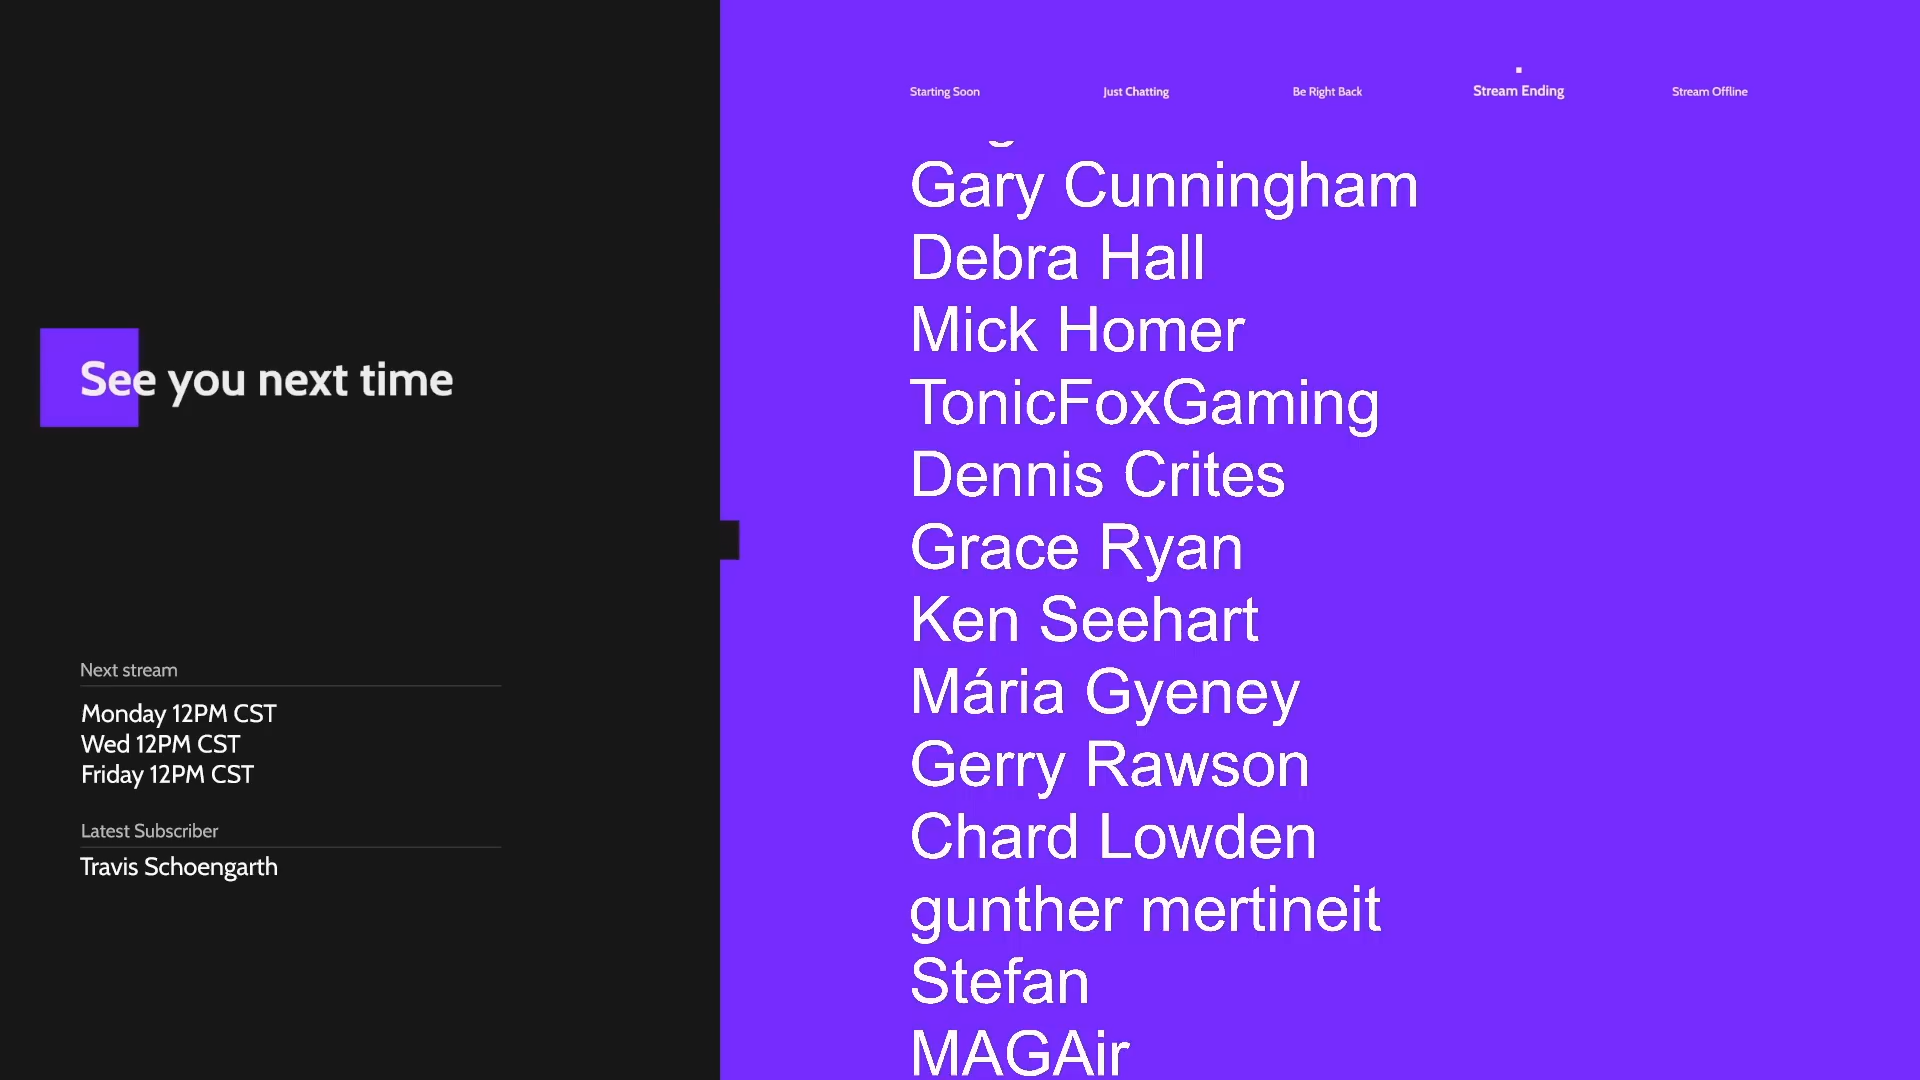 Starting Soon
Just Chatting
Be Right Back
Stream Ending
Stream Offline
See you next time
Next stream
Monday 12PM CST
Wed 12PM CST
Friday 12PM CST
Latest Subscriber
Travis Schoengarth
Gary Cunningham
Debra Hall
Mick Homer
TonicFoxGaming
Dennis Crites
Grace Ryan
Ken Seehart
Mária Gyeney
Gerry Rawson
Chard Lowden
gunther mertineit
Stefan
MAGAir